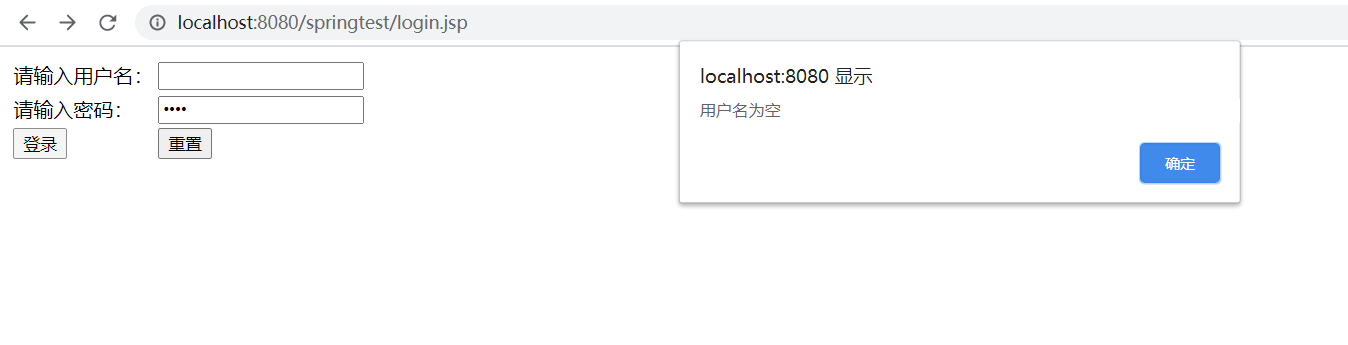 localhost:8080/springtest/login.jsp
localhost:8080 显示
用户名为空
确定
请输入用户名：
请输入密码： ••••
登录 重置